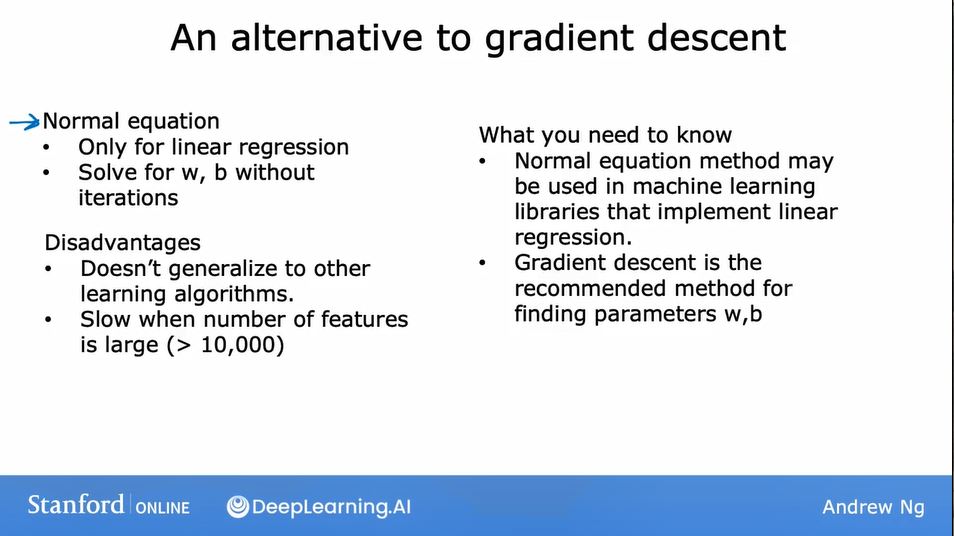 An alternative to gradient descent
Normal equation
• Only for linear regression
• Solve for w, b without
iterations
Disadvantages
• Doesn't generalize to other
learning algorithms.
• Slow when number of features
is large (> 10,000)
What you need to know
• Normal equation method may
be used in machine learning
libraries that implement linear
regression.
• Gradient descent is the
recommended method for
finding parameters w,b
Stanford ONLINE
DeepLearning.AI
Andrew Ng